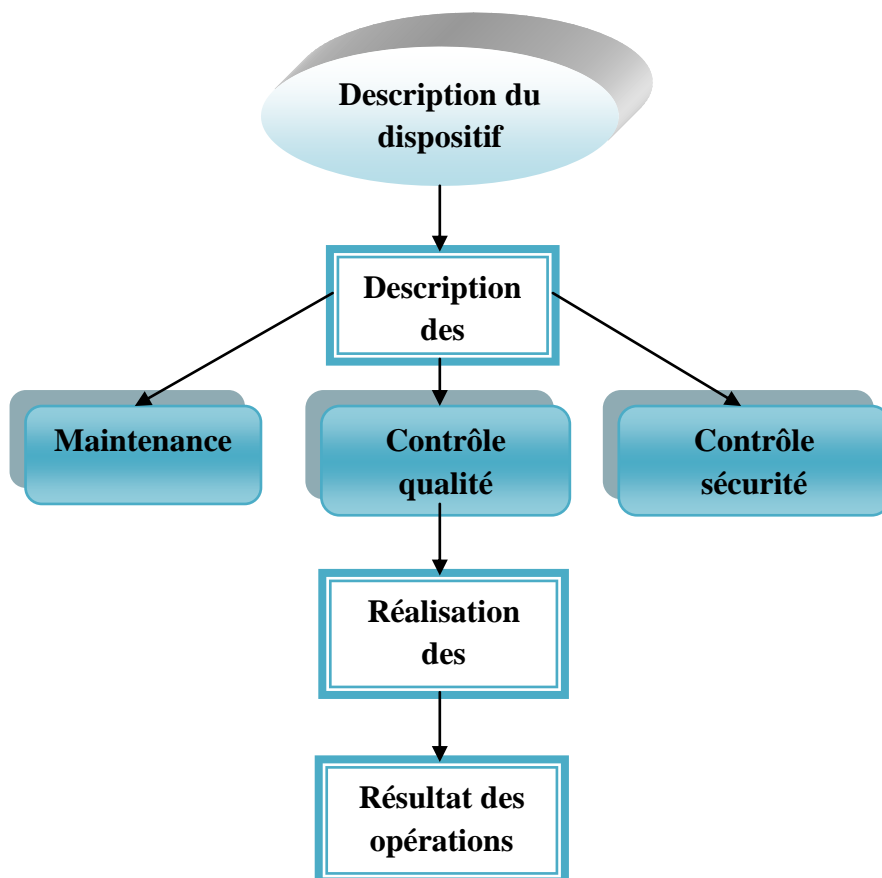 Description du
dispositif
Description
des
Maintenance
Contrôle
qualité
Contrôle
sécurité
Réalisation
des
Résultat des
opérations